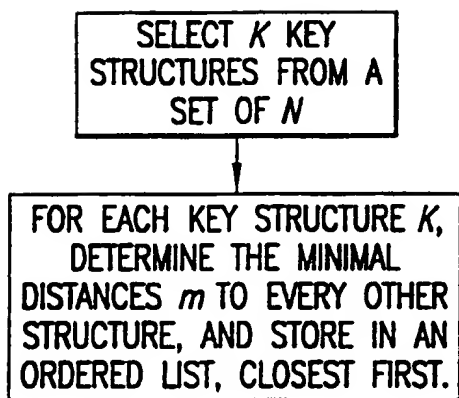 SELECT K KEY
STRUCTURES FROM A
SET OF N
FOR EACH KEY STRUCTURE K,
DETERMINE THE MINIMAL
DISTANCES m TO EVERY OTHER
STRUCTURE, AND STORE IN AN
ORDERED LIST, CLOSEST FIRST.